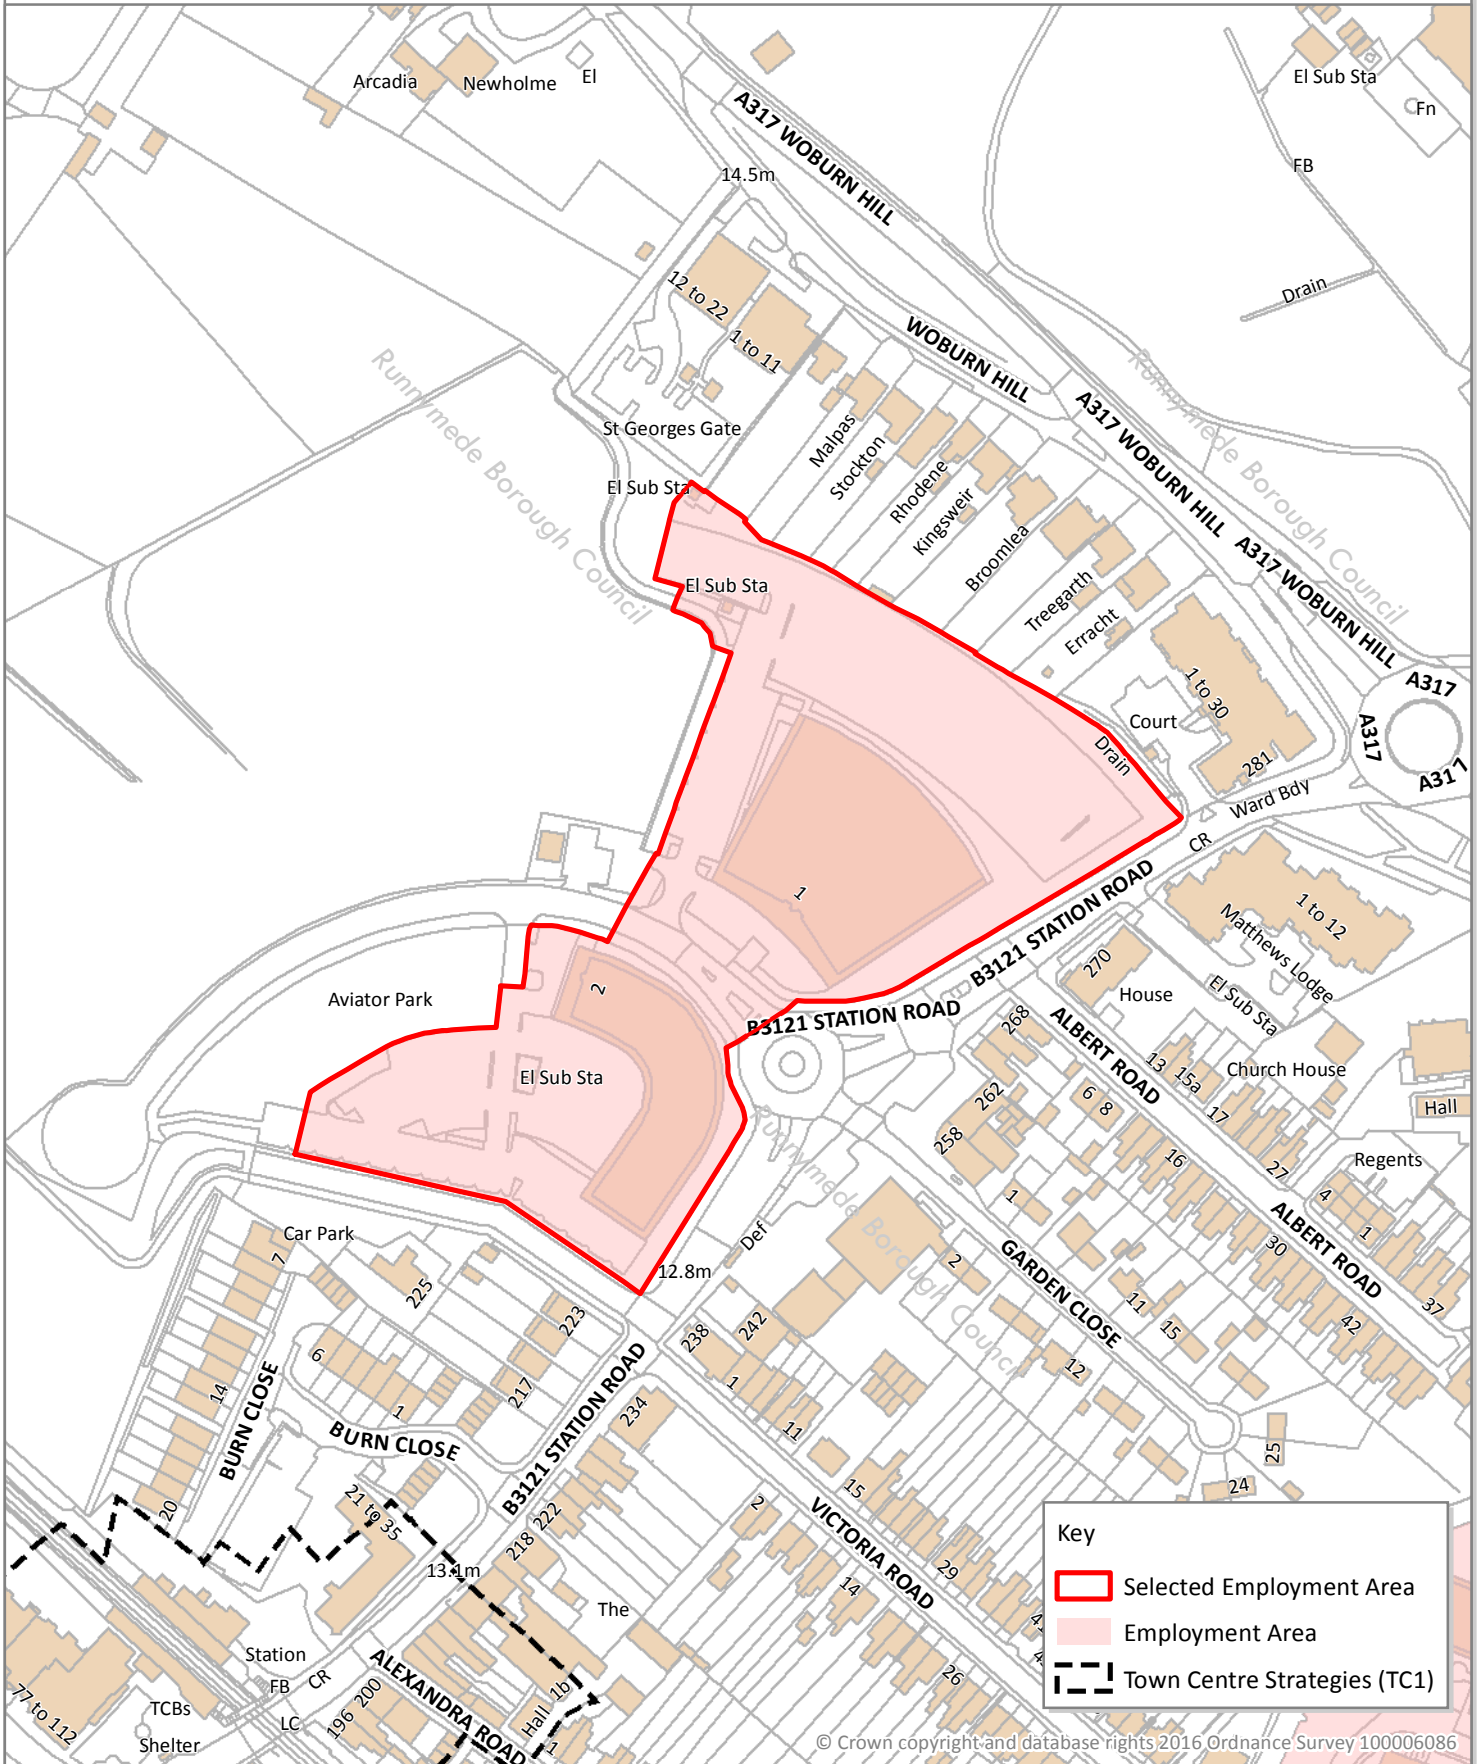 Arcadia
Newholme
El
El Sub Sta
Fn
A317 WOBURN HILL
FB
14.5m
12 to 22
1 to 11
Drain
WOBURN HILL
Runnymede Borough Council
Runnymede Borough Council
A317 WOBURN HILL
St Georges Gate
Malpas
Stockton
Rhodene
Kingsweir
Broomlea
Treegarth
Erracht
El Sub Sta
A317 WOBURN HILL
El Sub Sta
1 to 30
A317
A317
A317
Court
Drain
281
Ward Bdy
CR
1
B3121 STATION ROAD
1 to 12
Matthews Lodge
270
El Sub Sta
House
2
Aviator Park
B3121 STATION ROAD
268
ALBERT ROAD
El Sub Sta
13
15a
Church House
262
6
8
17
Hall
258
16
27
Regents
Runnymede Borough Council
1
4
1
ALBERT ROAD
Car Park
7
Def
2
GARDEN CLOSE
30
37
12.8m
225
223
11
15
42
238
242
6
14
1
217
1
12
BURN CLOSE
BURN CLOSE
B3121 STATION ROAD
234
11
25
24
20
21 to 35
222
218
2
15
VICTORIA ROAD
29
13.1m
14
The
26
Station
FB
CR
ALEXANDRA ROAD
200
196
Hall
1b
1
77 to 112
TCBs
LC
Shelter
Key
Selected Employment Area
Employment Area
Town Centre Strategies (TC1)
© Crown copyright and database rights 2016 Ordnance Survey 100006086